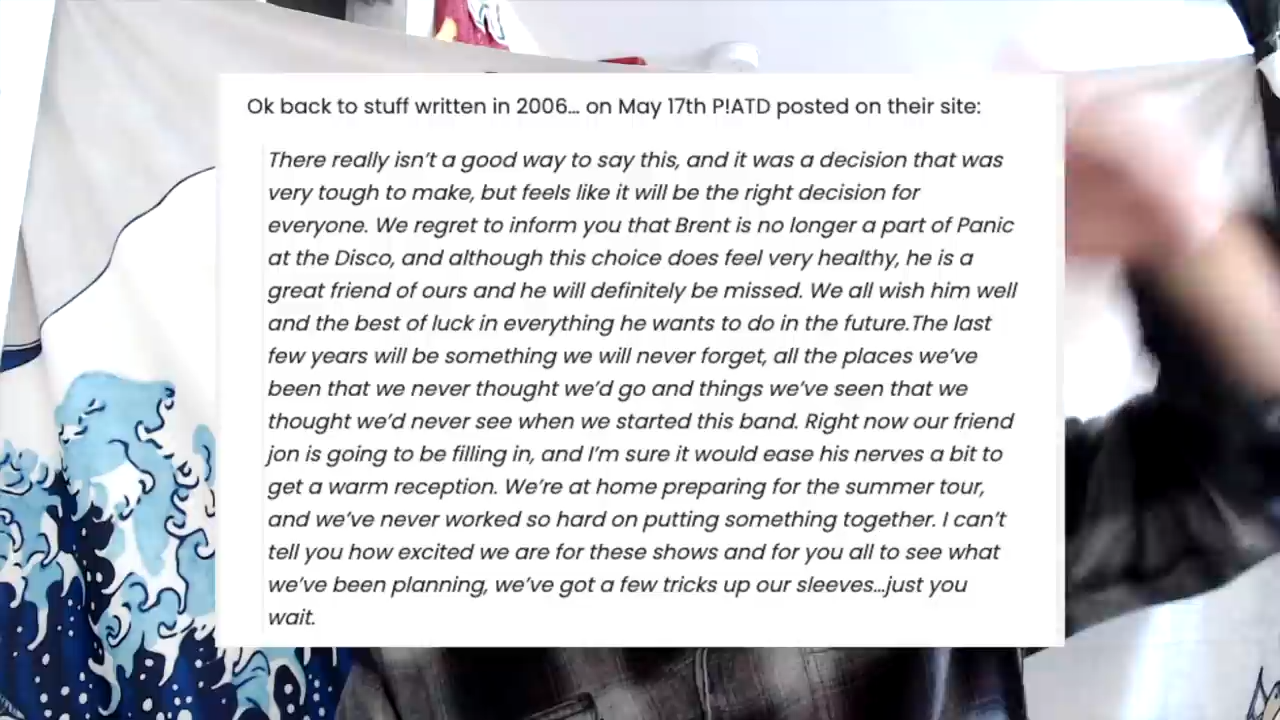 Ok back to stuff written in 2006… on May 17th P!ATD posted on their site:
There really isn't a good way to say this, and it was a decision that was
very tough to make, but feels like it will be the right decision for
everyone. We regret to inform you that Brent is no longer a part of Panic
at the Disco, and although this choice does feel very healthy, he is a
great friend of ours and he will definitely be missed. We all wish him well
and the best of luck in everything he wants to do in the future.The last
few years will be something we will never forget, all the places we've
been that we never thought we'd go and things we've seen that we
thought we'd never see when we started this band. Right now our friend
jon is going to be filling in, and I'm sure it would ease his nerves a bit to
get a warm reception. We're at home preparing for the summer tour,
and we've never worked so hard on putting something together. I can't
tell you how excited we are for these shows and for you all to see what
we've been planning, we've got a few tricks up our sleeves…just you
wait.